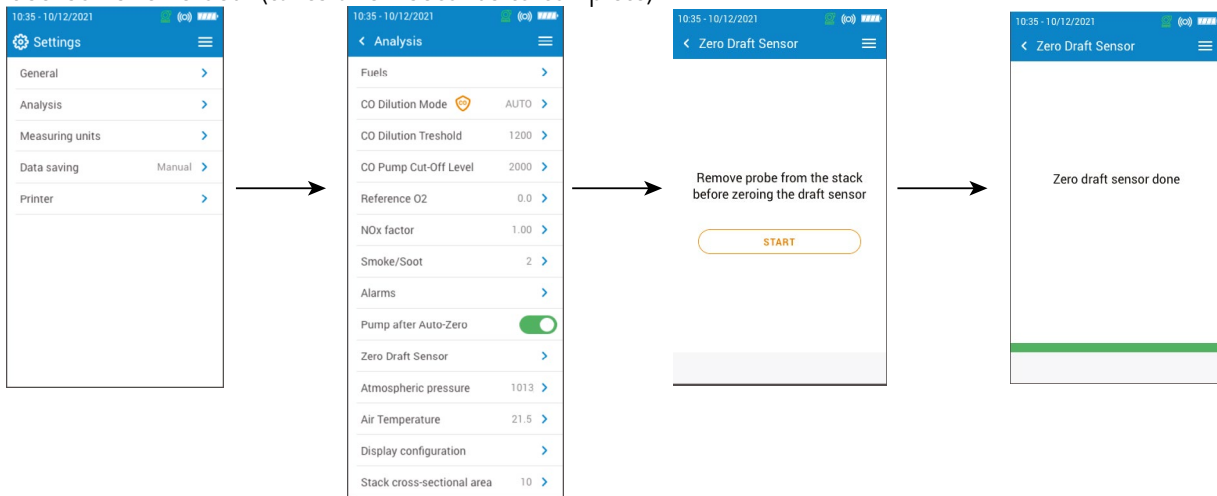 10:35 - 10/12/2021
Settings
General
Analysis
Measuring units
Data saving Manual
Printer
10:35 - 10/12/2021
Analysis
Fuels
CO Dilution Mode CO AUTO
CO Dilution Treshold 1200
CO Pump Cut-Off Level 2000
Reference O2 0.0
NOx factor 1.00
Smoke/Soot 2
Alarms
Pump after Auto-Zero
Zero Draft Sensor
Atmospheric pressure 1013
Air Temperature 21.5
Display configuration
Stack cross-sectional area 10
10:35 - 10/12/2021
Zero Draft Sensor
Remove probe from the stack
before zeroing the draft sensor
START
10:35 - 10/12/2021
Zero Draft Sensor
Zero draft sensor done